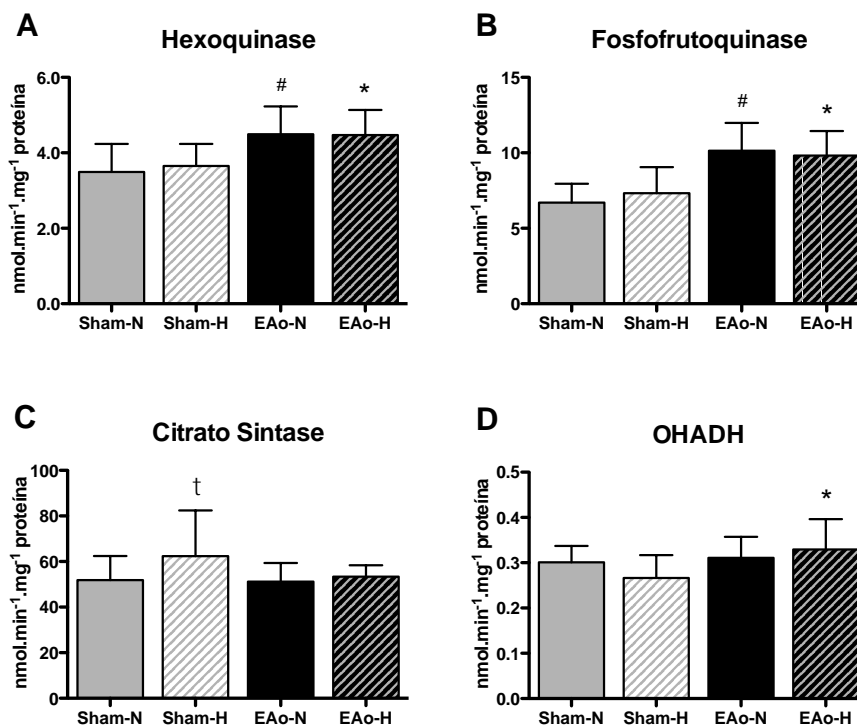 A
Hexoquinase
nmol.min⁻¹.mg⁻¹ proteína
6.0
4.0
2.0
0.0
#
*
Sham-N Sham-H EAo-N EAo-H
B
Fosfofrutoquinase
nmol.min⁻¹.mg⁻¹ proteína
15
10
5
0
#
*
Sham-N Sham-H EAo-N EAo-H
C
Citrato Sintase
nmol.min⁻¹.mg⁻¹ proteína
100
80
60
40
20
0
ƭ
Sham-N Sham-H EAo-N EAo-H
D
OHADH
nmol.min⁻¹.mg⁻¹ proteína
0.5
0.4
0.3
0.2
0.1
0.0
*
Sham-N Sham-H EAo-N EAo-H